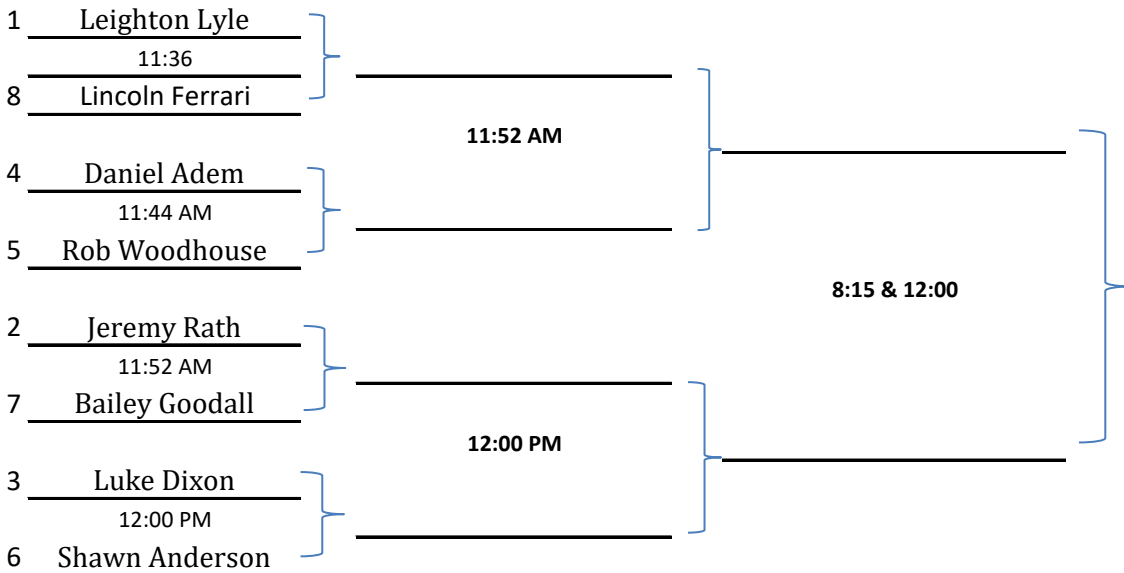 1 Leighton Lyle
11:36
8 Lincoln Ferrari
11:52 AM
4 Daniel Adem
11:44 AM
5 Rob Woodhouse
8:15 & 12:00
2 Jeremy Rath
11:52 AM
7 Bailey Goodall
12:00 PM
3 Luke Dixon
12:00 PM
6 Shawn Anderson